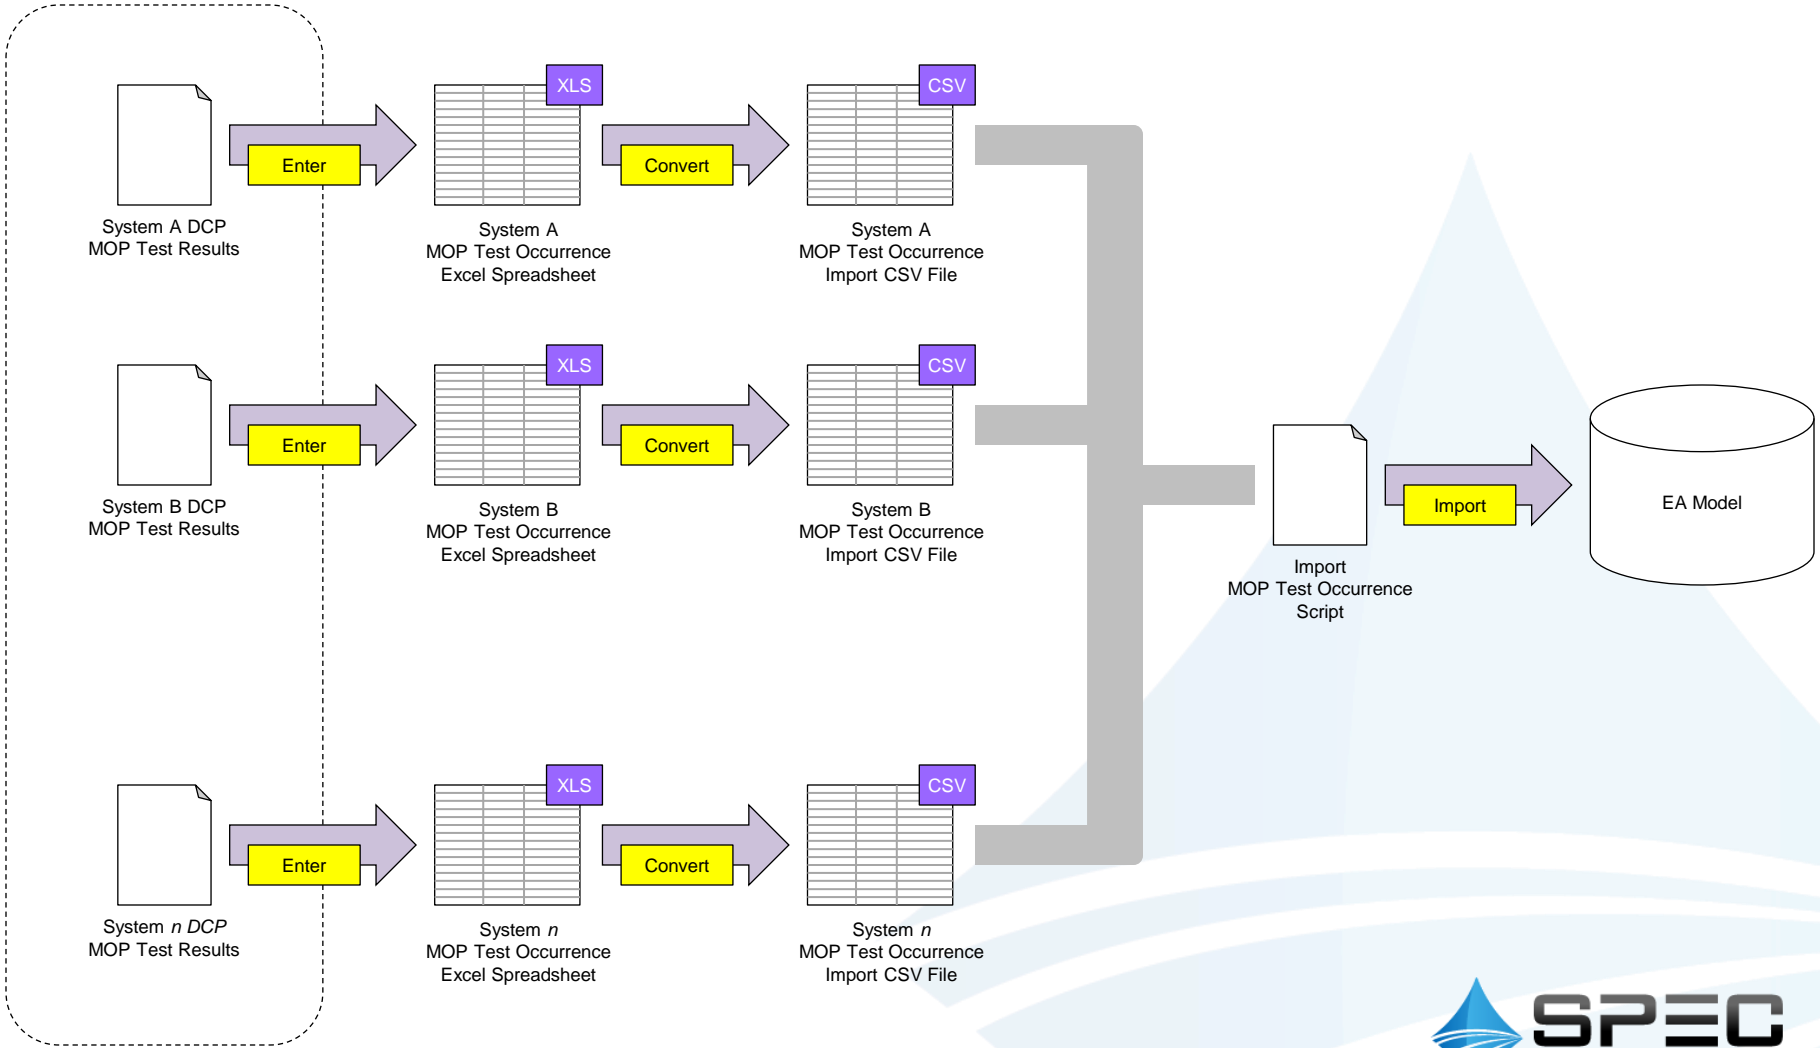 XLS
CSV
Enter
Convert
System A DCP
MOP Test Results
System A
MOP Test Occurrence
Excel Spreadsheet
System A
MOP Test Occurrence
Import CSV File
XLS
CSV
Enter
Convert
System B DCP
MOP Test Results
System B
MOP Test Occurrence
Excel Spreadsheet
System B
MOP Test Occurrence
Import CSV File
Import
EA Model
Import
MOP Test Occurrence
Script
XLS
CSV
Enter
Convert
System n DCP
MOP Test Results
System n
MOP Test Occurrence
Excel Spreadsheet
System n
MOP Test Occurrence
Import CSV File
SPEC